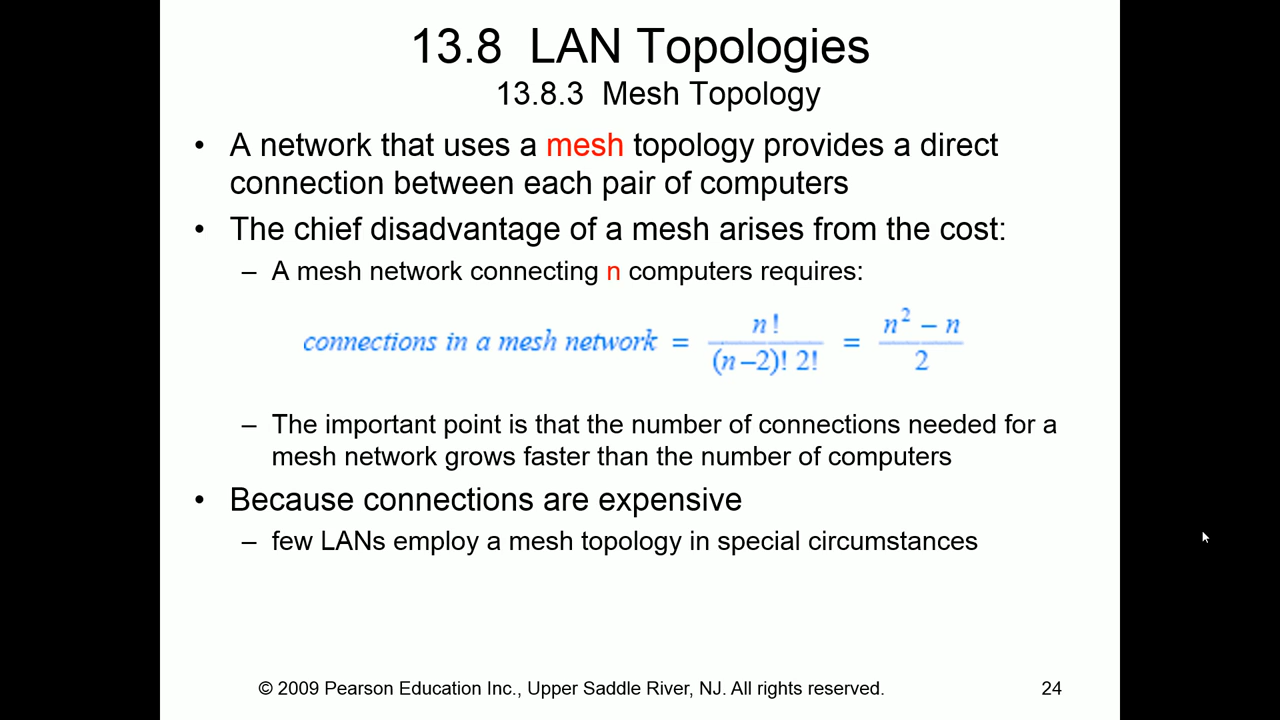 13.8 LAN Topologies
13.8.3 Mesh Topology
• A network that uses a mesh topology provides a direct
connection between each pair of computers
• The chief disadvantage of a mesh arises from the cost:
– A mesh network connecting n computers requires:
connections in a mesh network = n! / (n–2)! 2! = n² – n / 2
– The important point is that the number of connections needed for a
mesh network grows faster than the number of computers
• Because connections are expensive
– few LANs employ a mesh topology in special circumstances
© 2009 Pearson Education Inc., Upper Saddle River, NJ. All rights reserved.
24